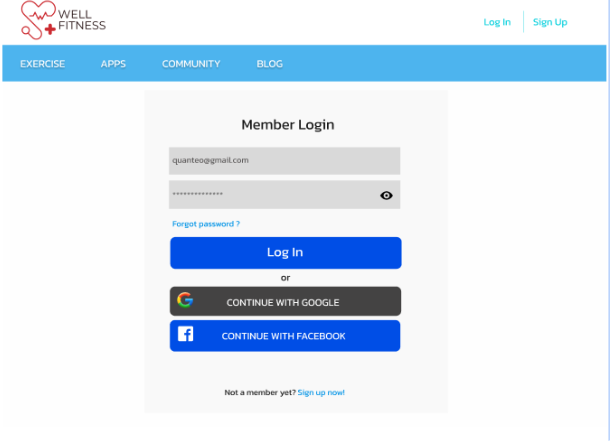 WELL
FITNESS
Log In Sign Up
EXERCISE APPS COMMUNITY BLOG
Member Login
quanteo@gmail.com
**************
Forgot password ?
Log In
or
CONTINUE WITH GOOGLE
CONTINUE WITH FACEBOOK
Not a member yet? Sign up now!